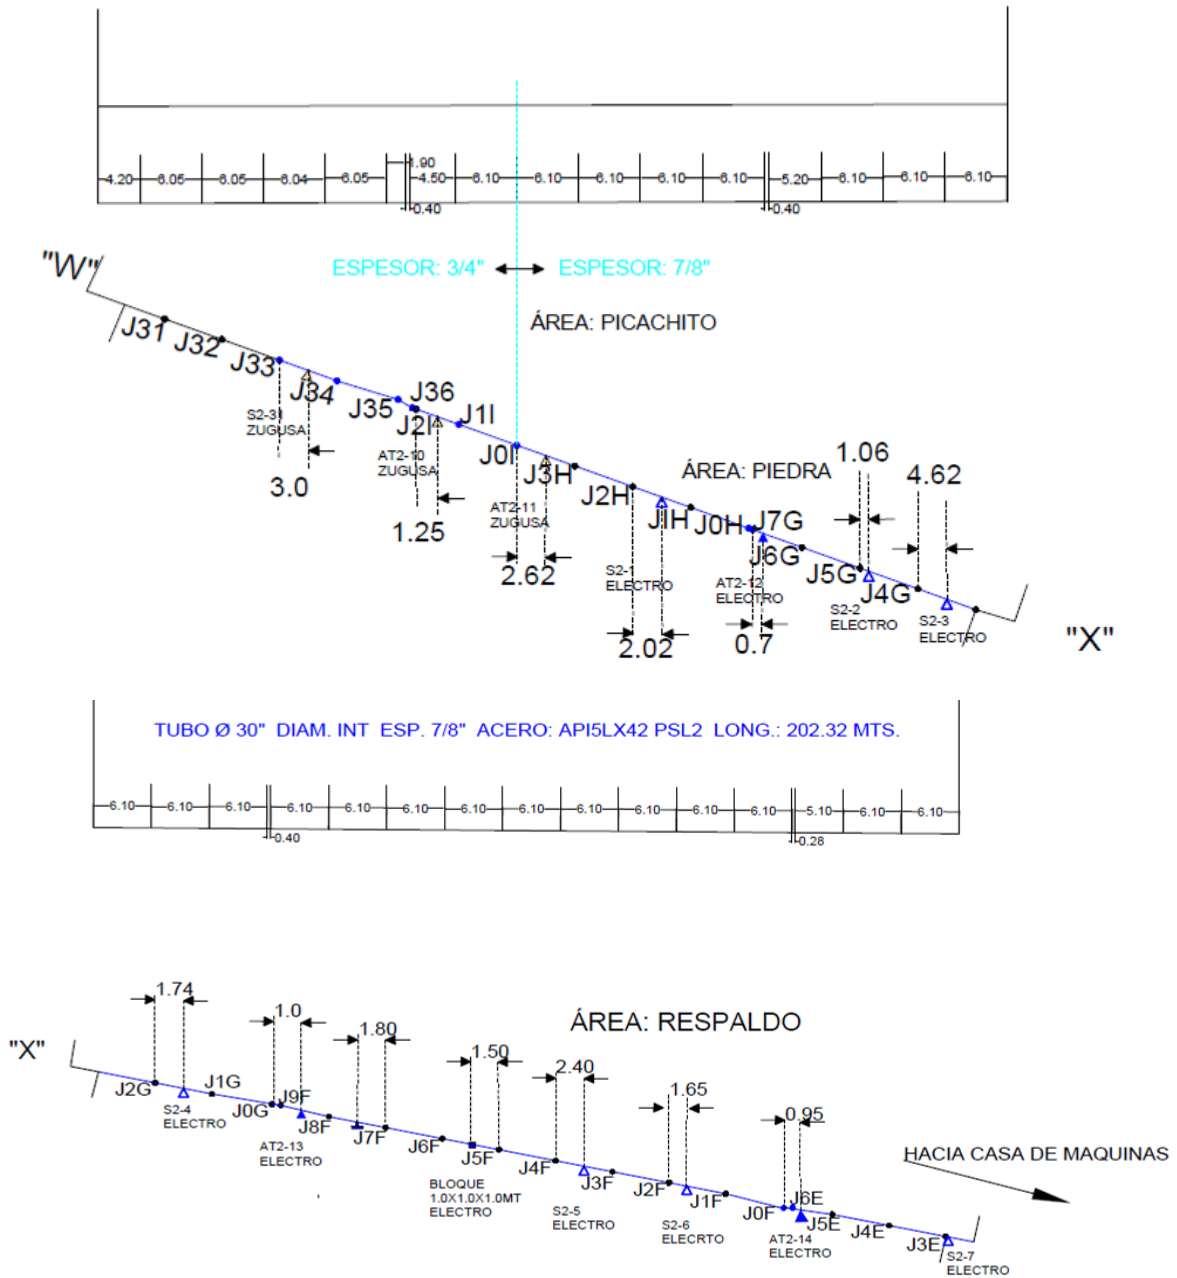 1.90
4.20 6.05 6.05 6.04 6.05 4.50 6.10 6.10 6.10 6.10 6.10 5.20 6.10 6.10 6.10
0.40 0.40
"W"
ESPESOR: 3/4" ESPESOR: 7/8"
ÁREA: PICACHITO
J31
J32
J33
J34
J35
J36
J2I
J1I
J0I
J3H
J2H
JIH
J0H
J7G
J6G
J5G
J4G
ÁREA: PIEDRA
1.06
4.62
S2-31
ZUGUSA
3.0
AT2-10
ZUGUSA
1.25
AT2-11
ZUGUSA
2.62
S2-1
ELECTRO
2.02
AT2-12
ELECTRO
0.7
S2-2
ELECTRO
S2-3
ELECTRO
"X"
TUBO Ø 30" DIAM. INT ESP. 7/8" ACERO: API5LX42 PSL2 LONG.: 202.32 MTS.
6.10 6.10 6.10 6.10 6.10 6.10 6.10 6.10 6.10 6.10 6.10 6.10 5.10 6.10 6.10
0.40 0.28
1.74
1.0
1.80
1.50
2.40
1.65
0.95
ÁREA: RESPALDO
"X"
J2G
J1G
J0G
J9F
J8F
J7F
J6F
J5F
J4F
J3F
J2F
J1F
J0F
J6E
J5E
J4E
J3E
HACIA CASA DE MAQUINAS
S2-4
ELECTRO
AT2-13
ELECTRO
BLOQUE
1.0X1.0X1.0MT
ELECTRO
S2-5
ELECTRO
S2-6
ELECRTO
AT2-14
ELECTRO
S2-7
ELECTRO